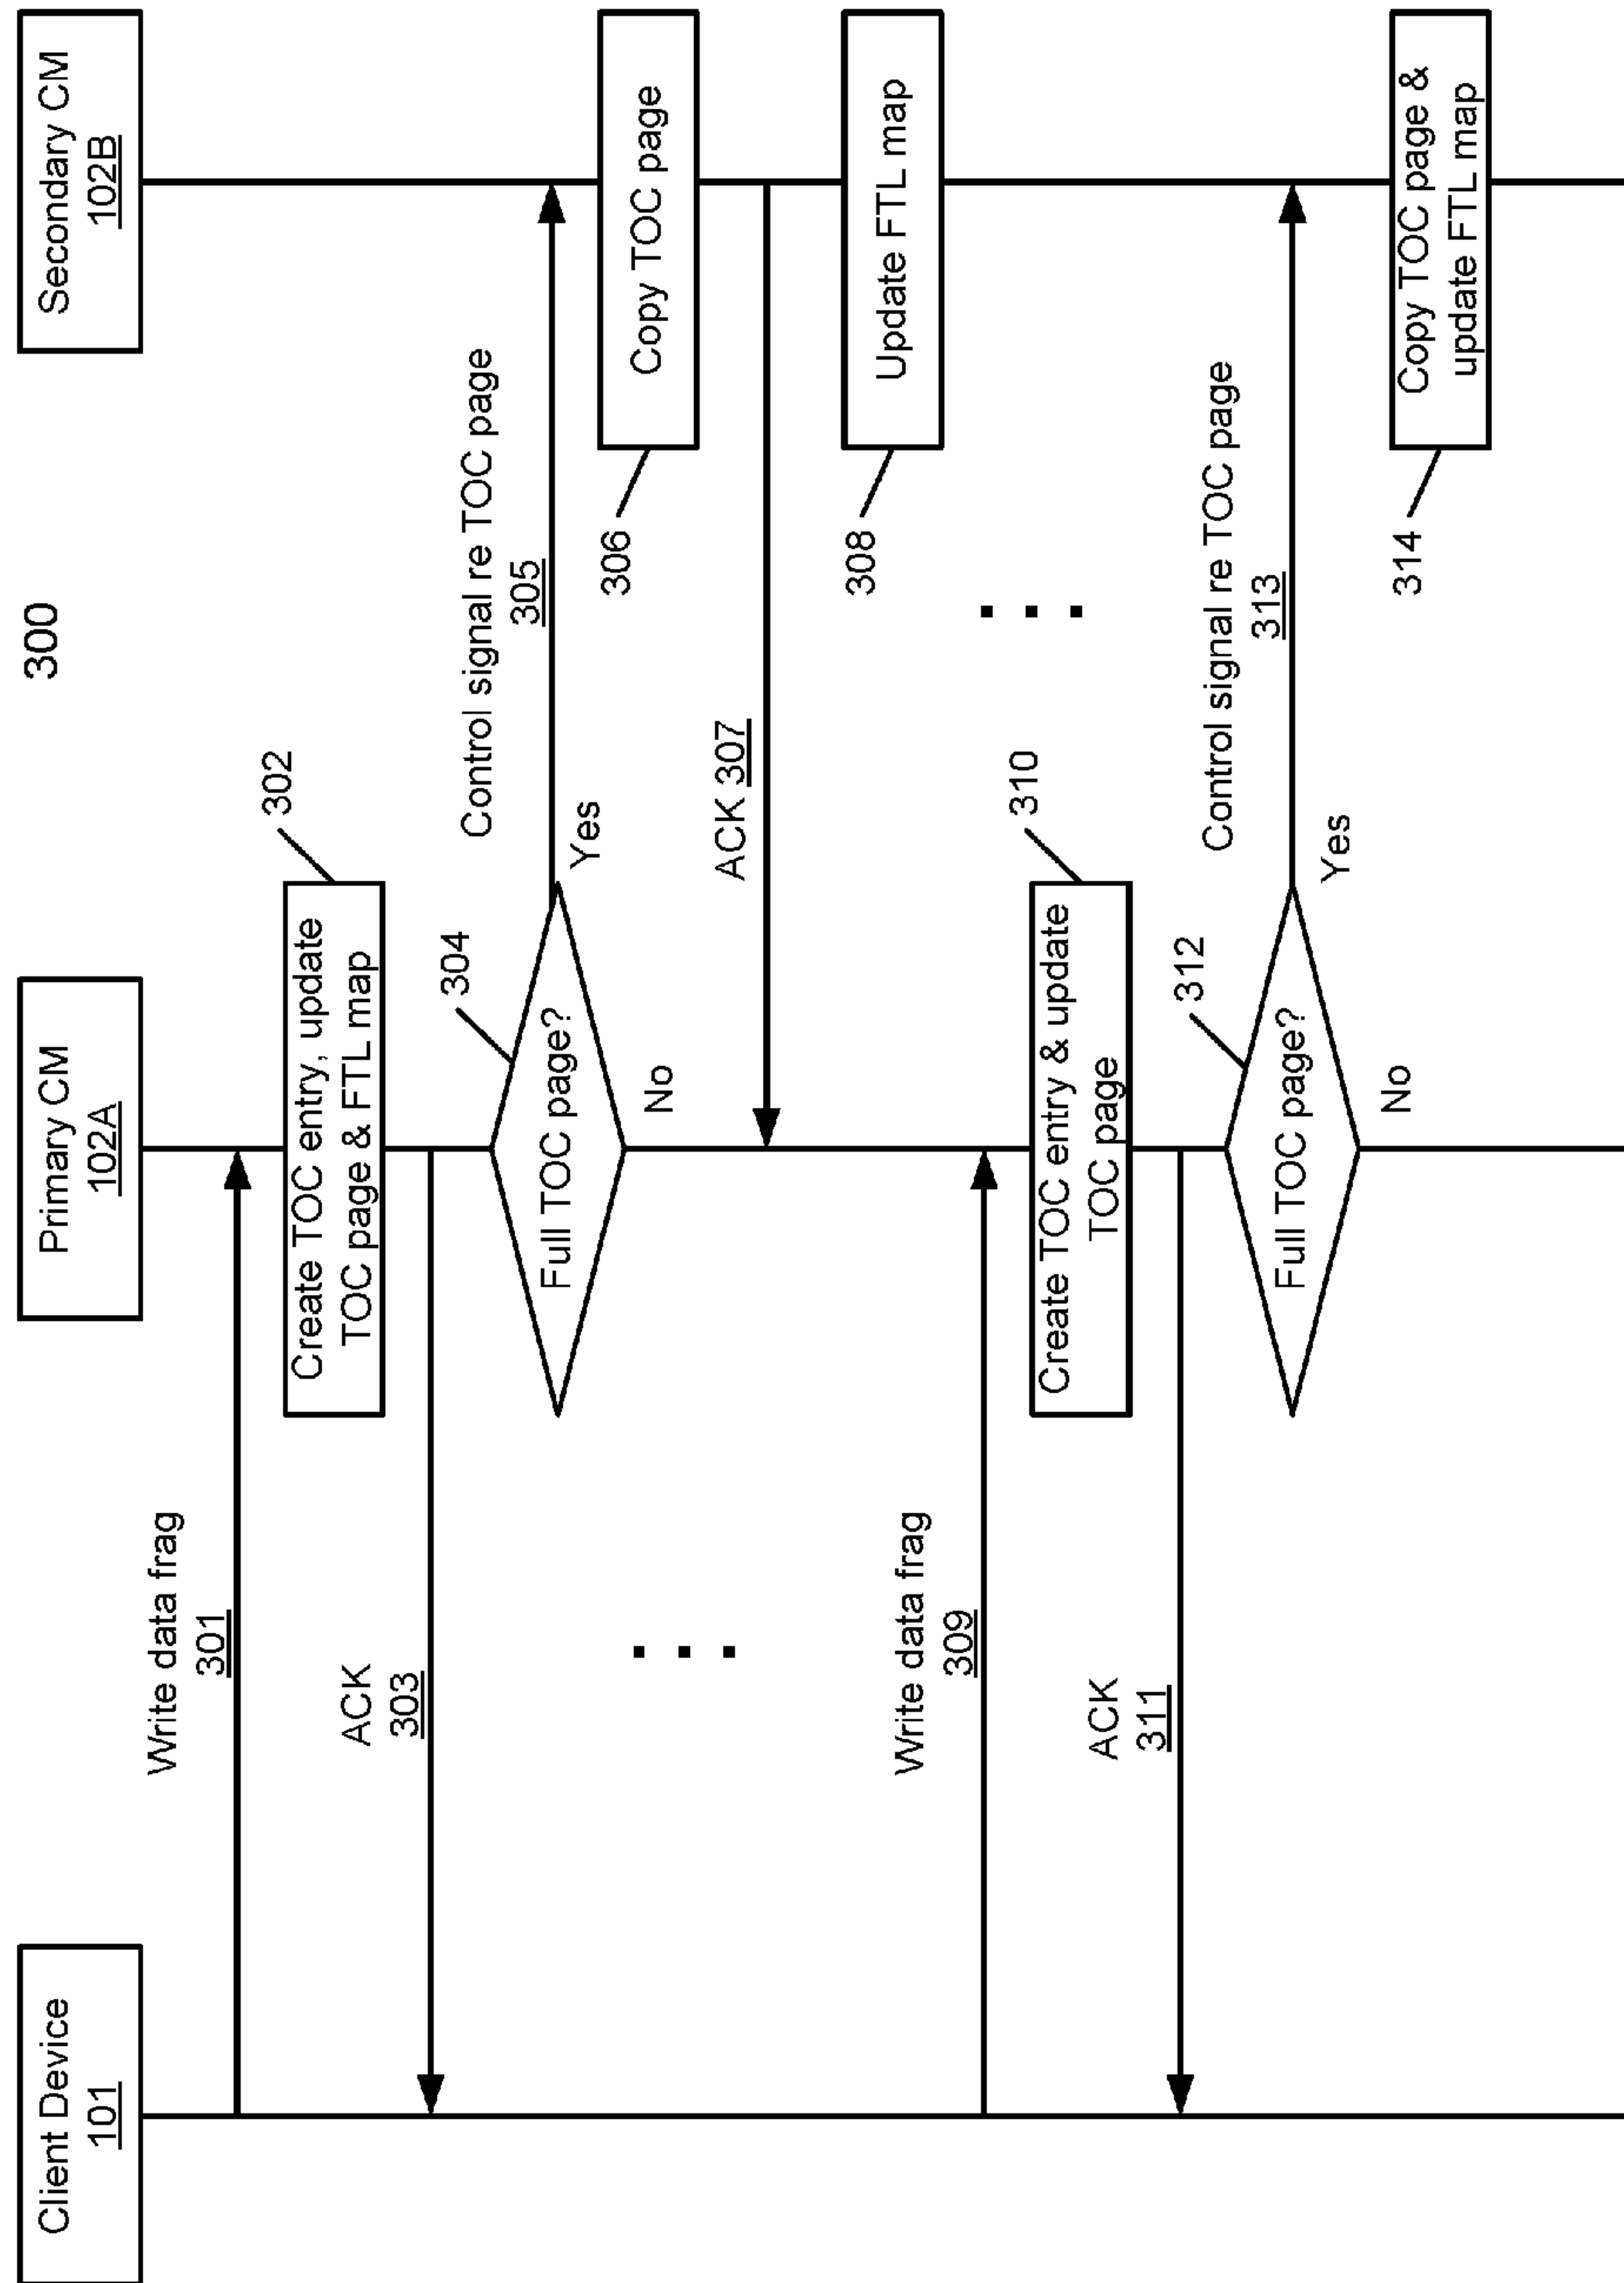 300
Client Device
101
Primary CM
102A
Secondary CM
102B
Write data frag
301
Create TOC entry, update
TOC page & FTL map
302
ACK
303
Full TOC page?
304
Yes
No
Control signal re TOC page
305
Copy TOC page
306
ACK 307
Update FTL map
308
Write data frag
309
Create TOC entry & update
TOC page
310
ACK
311
Full TOC page?
312
Yes
No
Control signal re TOC page
313
Copy TOC page &
update FTL map
314